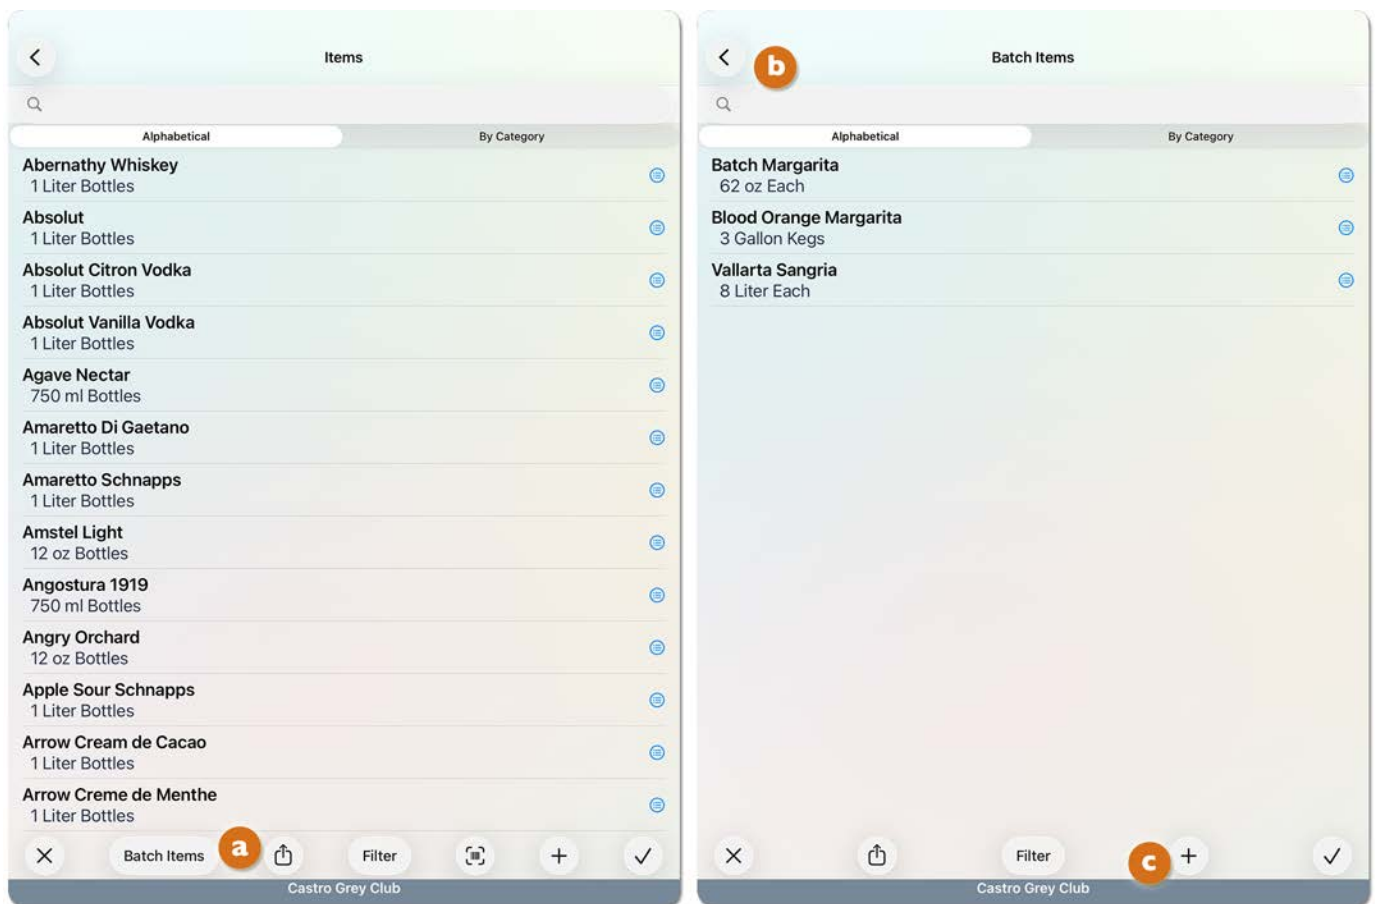 Items
Alphabetical By Category
Abernathy Whiskey
1 Liter Bottles
Absolut
1 Liter Bottles
Absolut Citron Vodka
1 Liter Bottles
Absolut Vanilla Vodka
1 Liter Bottles
Agave Nectar
750 ml Bottles
Amaretto Di Gaetano
1 Liter Bottles
Amaretto Schnapps
1 Liter Bottles
Amstel Light
12 oz Bottles
Angostura 1919
750 ml Bottles
Angry Orchard
12 oz Bottles
Apple Sour Schnapps
1 Liter Bottles
Arrow Cream de Cacao
1 Liter Bottles
Arrow Creme de Menthe
1 Liter Bottles
Batch Items a Filter
Castro Grey Club
b Batch Items
Alphabetical By Category
Batch Margarita
62 oz Each
Blood Orange Margarita
3 Gallon Kegs
Vallarta Sangria
8 Liter Each
Filter c
Castro Grey Club